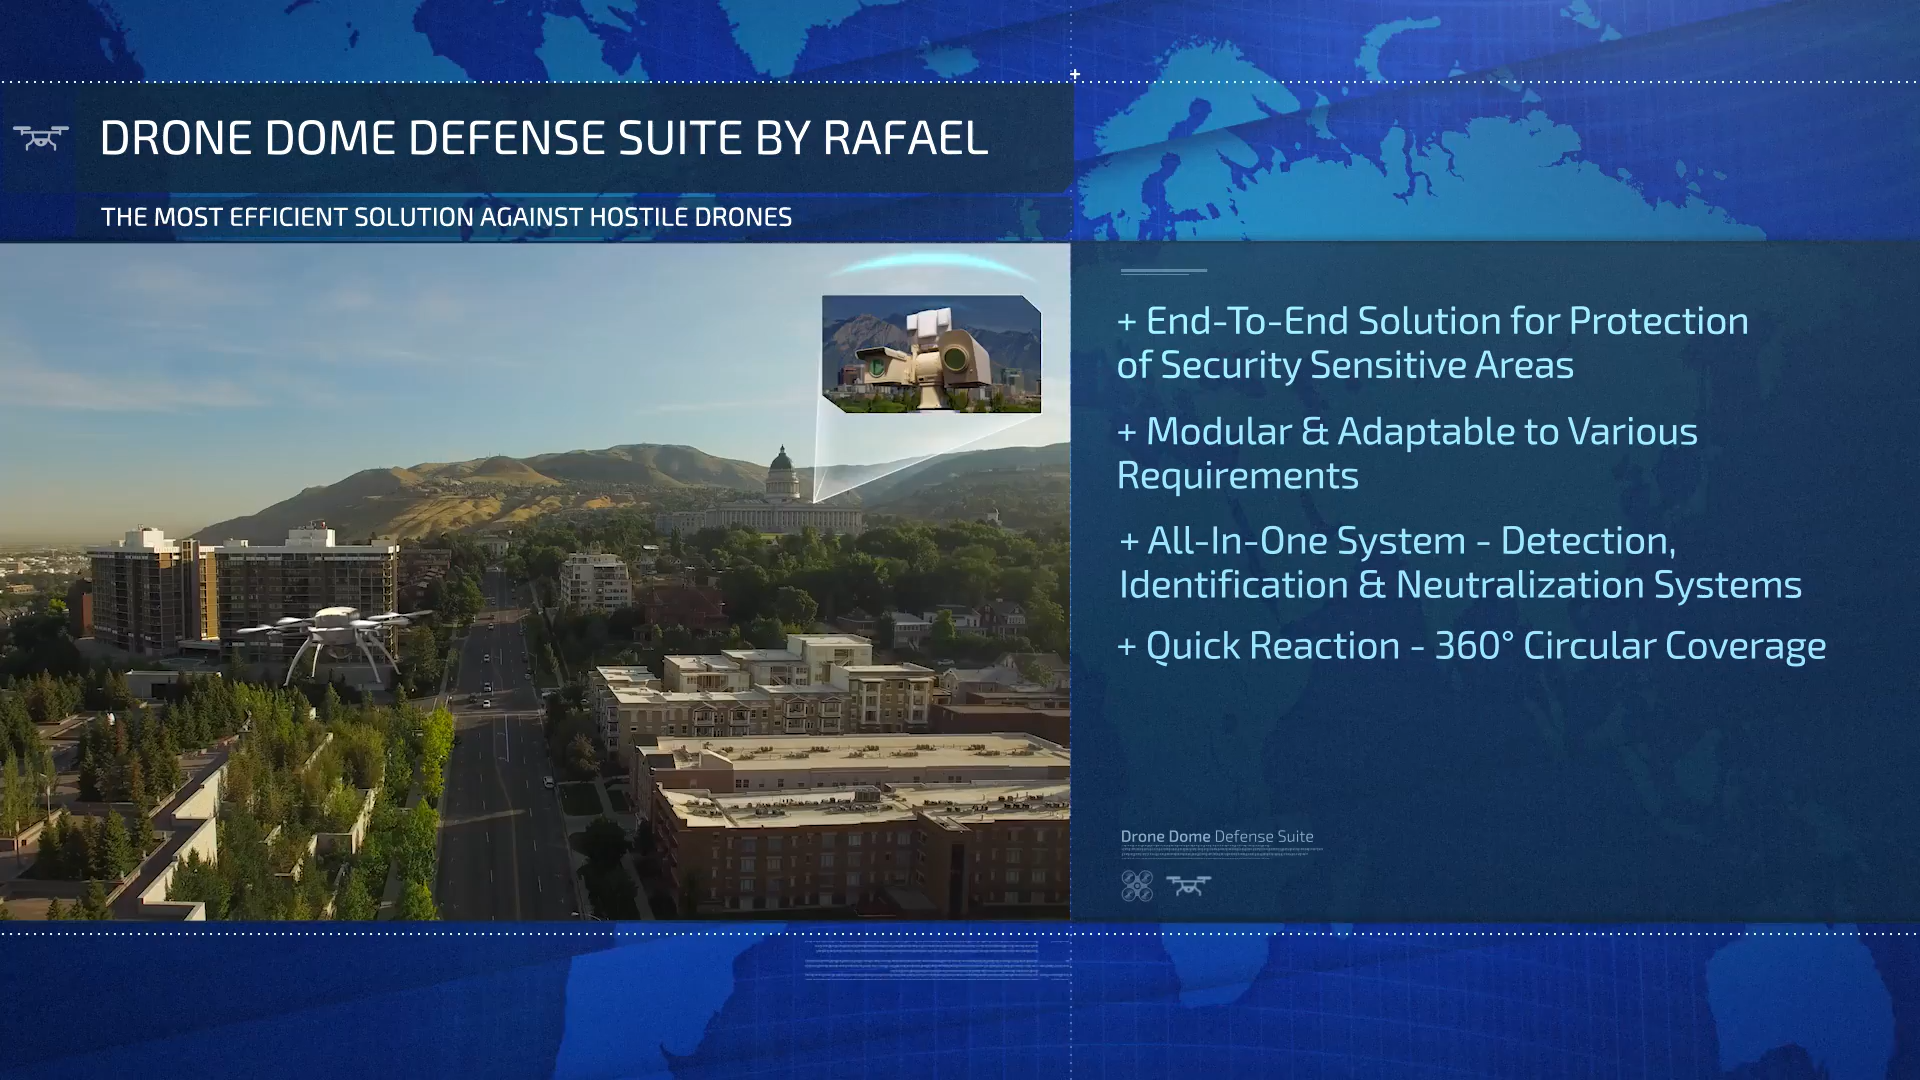 DRONE DOME DEFENSE SUITE BY RAFAEL
THE MOST EFFICIENT SOLUTION AGAINST HOSTILE DRONES
+ End-To-End Solution for Protection
of Security Sensitive Areas
+ Modular & Adaptable to Various
Requirements
+ All-In-One System - Detection,
Identification & Neutralization Systems
+ Quick Reaction - 360° Circular Coverage
Drone Dome Defense Suite